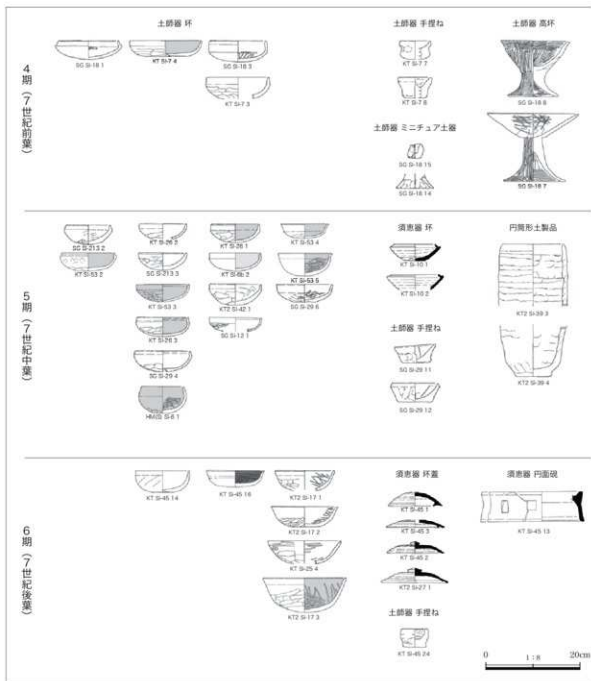 土師器 坏
土師器 手捏ね
土師器 高坏
4期（7世紀前葉）
SG SI-18 1
KT SI-7 4
SG SI-18 3
KT SI-7 3
KT SI-7 7
KT SI-7 8
SG SI-18 8
土師器 ミニチュア土器
SG SI-18 15
SG SI-18 14
SG SI-18 7
5期（7世紀中葉）
SG SI-213 2
KT SI-28 2
KT SI-28 1
KT SI-53 4
KT SI-53 2
SG SI-213 3
KT SI-6b 2
KT SI-53 5
KT SI-53 3
KT2 SI-42 1
SG SI-29 6
KT SI-28 3
SG SI-12 1
SG SI-29 4
HMJS SI-6 1
須恵器 坏
円筒形土製品
KT SI-10 1
KT SI-10 2
KT2 SI-39 3
土師器 手捏ね
SG SI-29 11
SG SI-29 12
KT2 SI-39 4
6期（7世紀後葉）
KT SI-45 14
KT SI-45 16
KT2 SI-17 1
KT2 SI-17 2
KT SI-25 4
KT2 SI-17 3
須恵器 坏蓋
須恵器 円面硯
KT SI-45 1
KT SI-45 3
KT SI-45 2
KT2 SI-27 1
KT SI-45 13
土師器 手捏ね
KT SI-45 24
0 1：8 20cm